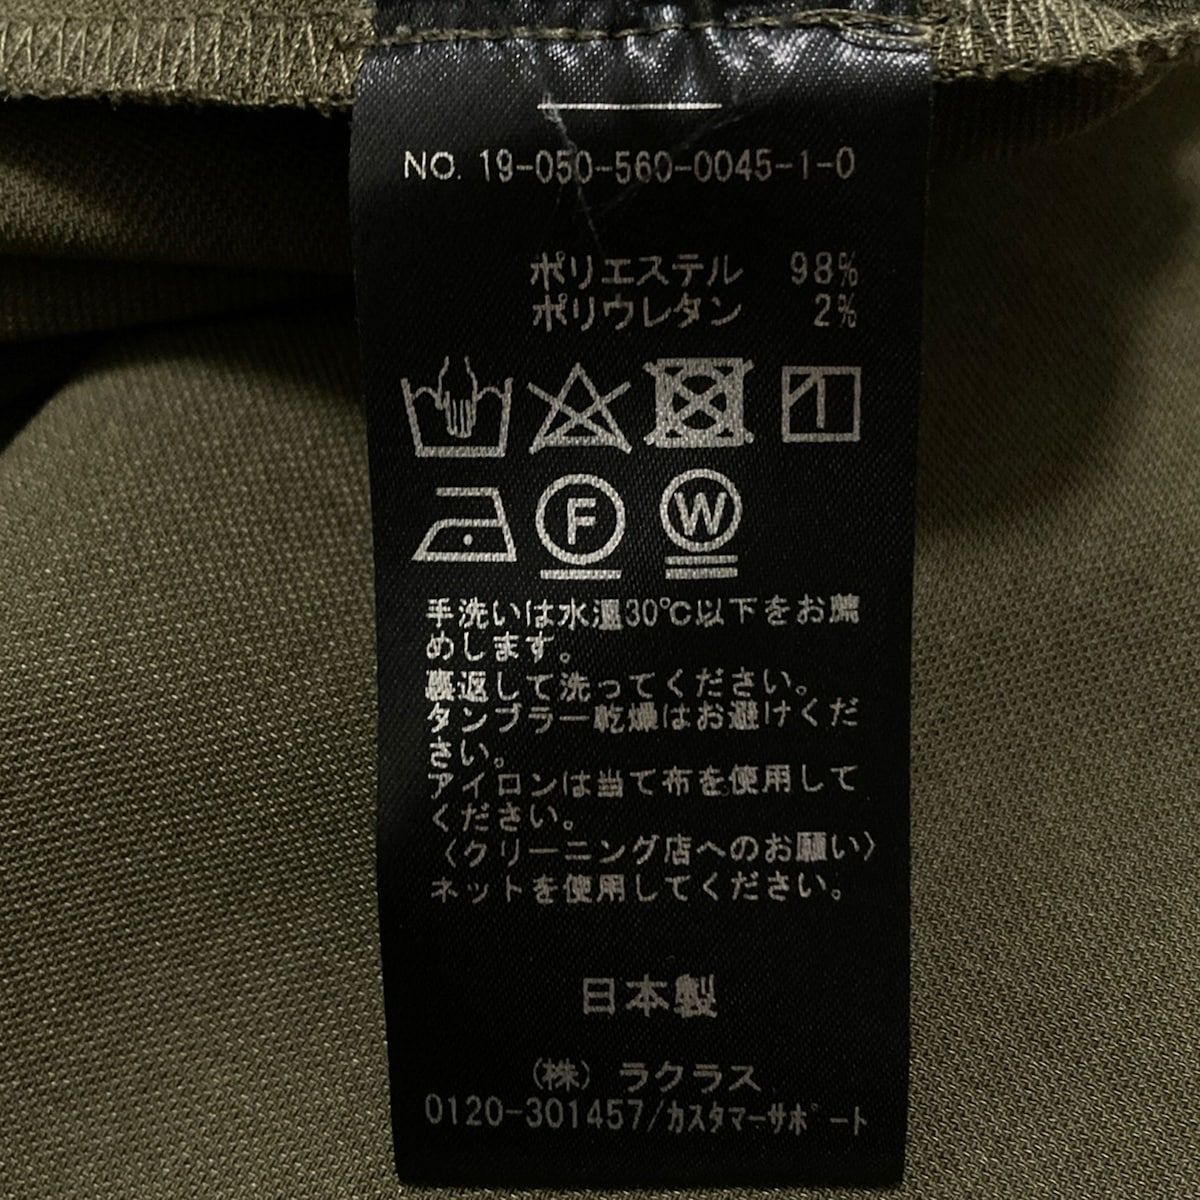 NO. 19-050-560-0045-1-0
ポリエステル 98%
ポリウレタン 2%
F W
手洗いは水温30℃以下をお薦
めします。
裏返して洗ってください。
タンブラー乾燥はお避けくだ
さい。
アイロンは当て布を使用して
ください。
〈クリーニング店へのお願い〉
ネットを使用してください。
日本製
(株) ラクラス
0120-301457/カスタマーサポート